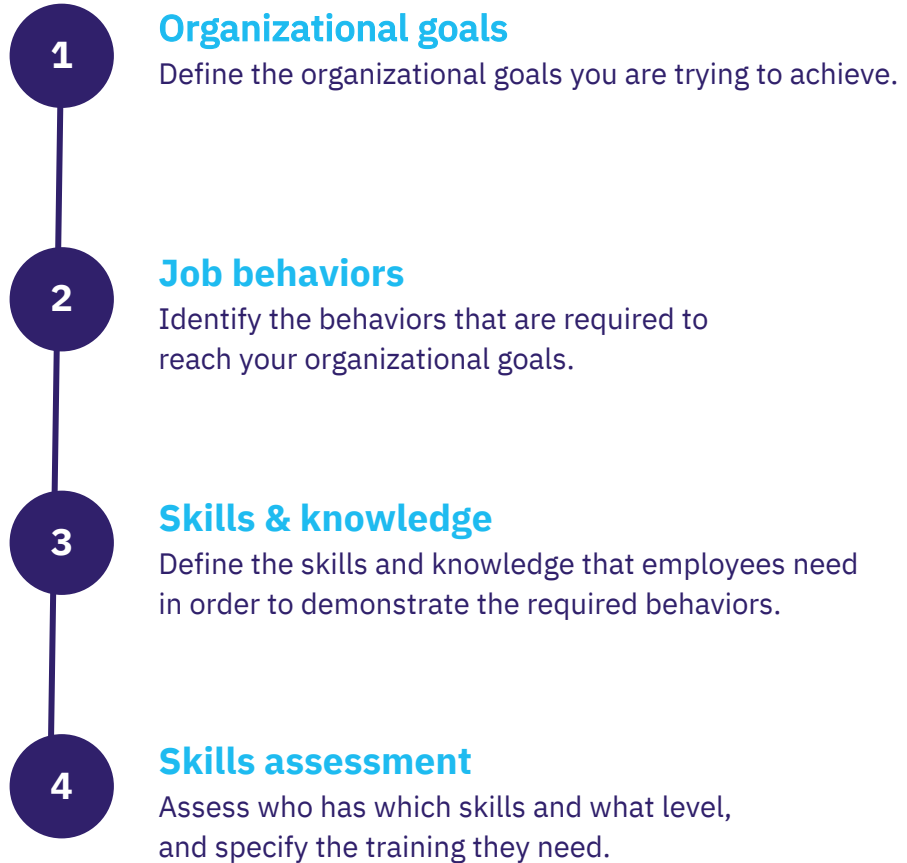 1
Organizational goals
Define the organizational goals you are trying to achieve.
2
Job behaviors
Identify the behaviors that are required to
reach your organizational goals.
3
Skills & knowledge
Define the skills and knowledge that employees need
in order to demonstrate the required behaviors.
4
Skills assessment
Assess who has which skills and what level,
and specify the training they need.